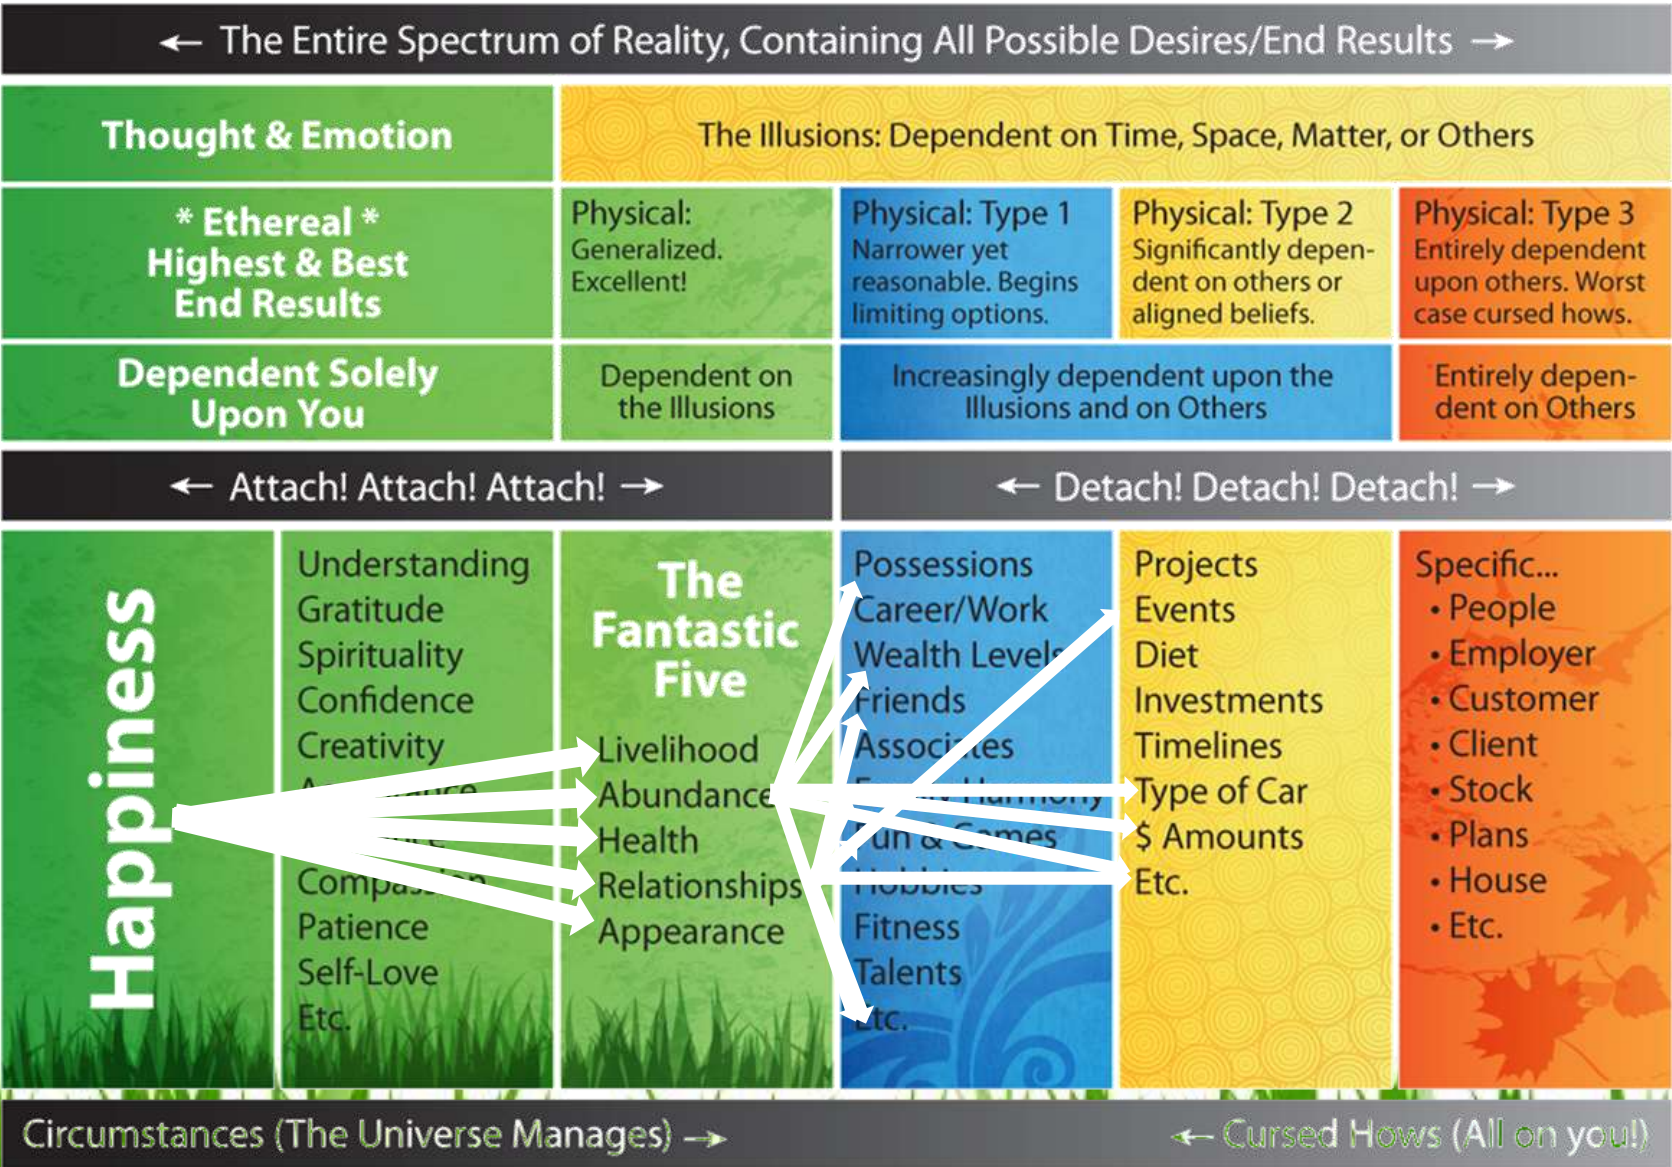 ← The Entire Spectrum of Reality, Containing All Possible Desires/End Results →
Thought & Emotion
The Illusions: Dependent on Time, Space, Matter, or Others
* Ethereal *
Highest & Best
End Results
Physical:
Generalized.
Excellent!
Physical: Type 1
Narrower yet
reasonable. Begins
limiting options.
Physical: Type 2
Significantly depen-
dent on others or
aligned beliefs.
Physical: Type 3
Entirely dependent
upon others. Worst
case cursed hows.
Dependent Solely
Upon You
Dependent on
the Illusions
Increasingly dependent upon the
Illusions and on Others
Entirely depen-
dent on Others
← Attach! Attach! Attach! →
← Detach! Detach! Detach! →
Happiness
Understanding
Gratitude
Spirituality
Confidence
Creativity
Compassion
Patience
Self-Love
Etc.
The
Fantastic
Five
Livelihood
Abundance
Health
Relationships
Appearance
Possessions
Career/Work
Wealth Levels
Friends
Associates
Harmony
Fun & Games
Hobbies
Fitness
Talents
Etc.
Projects
Events
Diet
Investments
Timelines
Type of Car
$ Amounts
Etc.
Specific...
• People
• Employer
• Customer
• Client
• Stock
• Plans
• House
• Etc.
Circumstances (The Universe Manages) →
← Cursed Hows (All on you!)